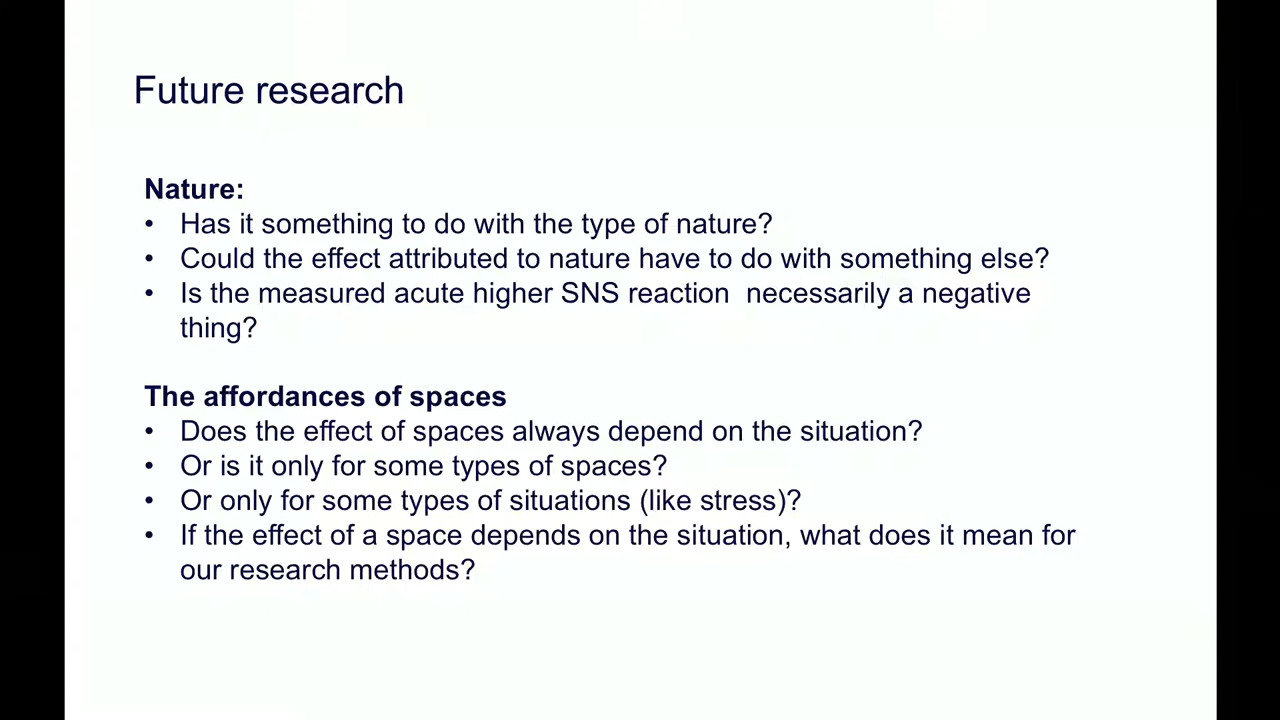 Future research
Nature:
• Has it something to do with the type of nature?
• Could the effect attributed to nature have to do with something else?
• Is the measured acute higher SNS reaction  necessarily a negative
thing?
The affordances of spaces
• Does the effect of spaces always depend on the situation?
• Or is it only for some types of spaces?
• Or only for some types of situations (like stress)?
• If the effect of a space depends on the situation, what does it mean for
our research methods?